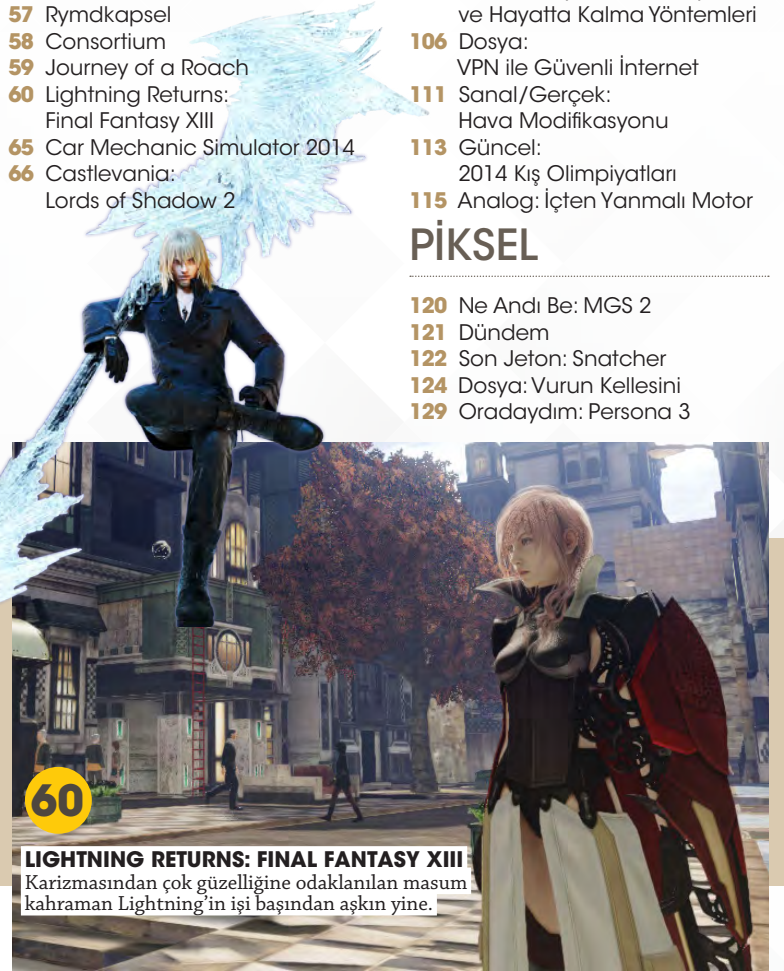 57 Rymdkapsel
58 Consortium
59 Journey of a Roach
60 Lightning Returns:
Final Fantasy XIII
65 Car Mechanic Simulator 2014
66 Castlevania:
Lords of Shadow 2
ve Hayatta Kalma Yöntemleri
106 Dosya:
VPN ile Güvenli İnternet
111 Sanal/Gerçek:
Hava Modifikasyonu
113 Güncel:
2014 Kış Olimpiyatları
115 Analog: İçten Yanmalı Motor
PİKSEL
120 Ne Andı Be: MGS 2
121 Dündem
122 Son Jeton: Snatcher
124 Dosya: Vurun Kellesini
129 Oradaydım: Persona 3
60
LIGHTNING RETURNS: FINAL FANTASY XIII
Karizmasından çok güzelliğine odaklanılan masum
kahraman Lightning'in işi başından aşkın yine.